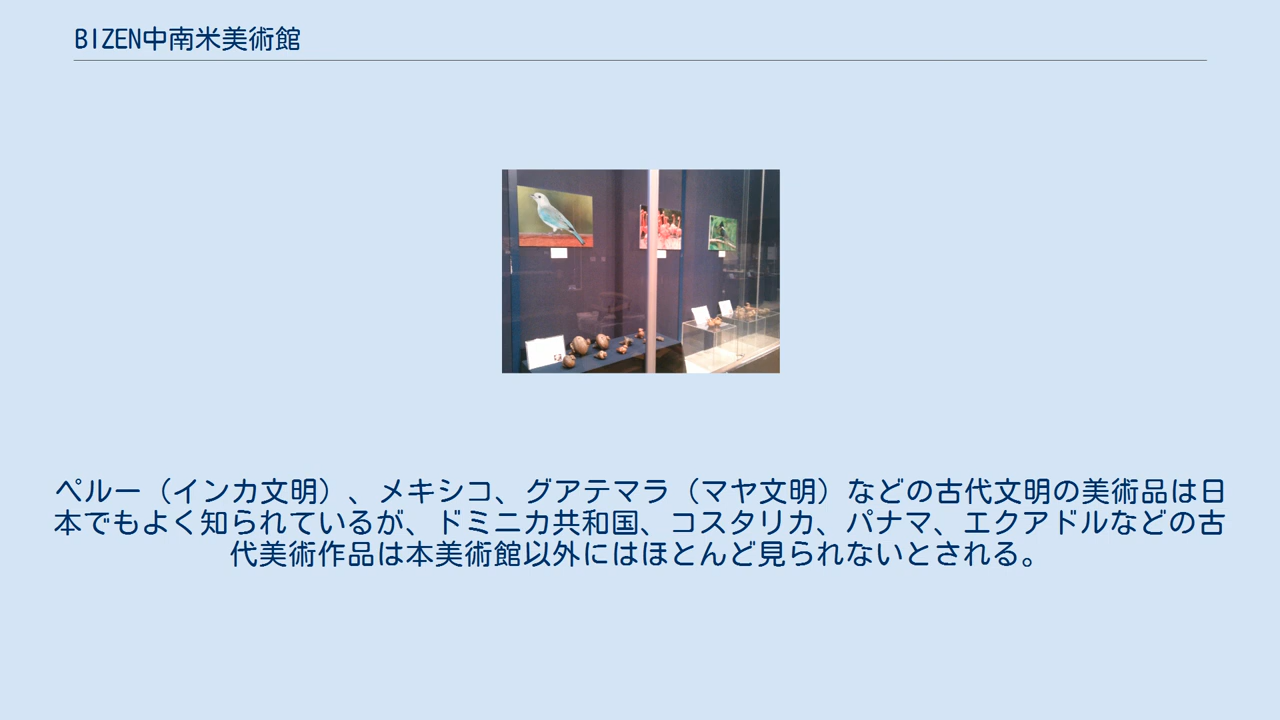 BIZEN中南米美術館
ペルー（インカ文明）、メキシコ、グアテマラ（マヤ文明）などの古代文明の美術品は日
本でもよく知られているが、ドミニカ共和国、コスタリカ、パナマ、エクアドルなどの古
代美術作品は本美術館以外にはほとんど見られないとされる。